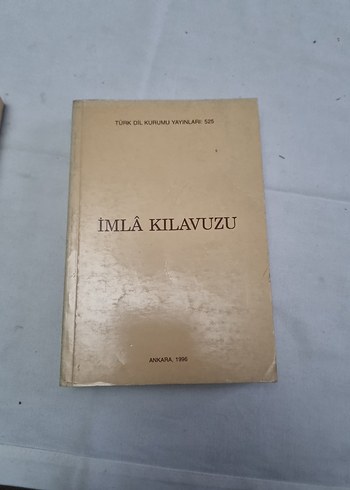 TÜRK DİL KURUMU YAYINLARI: 525
İMLÂ KILAVUZU
ANKARA, 1996